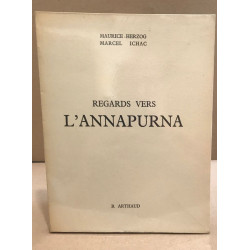 MAURICE HERZOG
MARCEL ICHAC
REGARDS VERS
L'ANNAPURNA
B. ARTHAUD